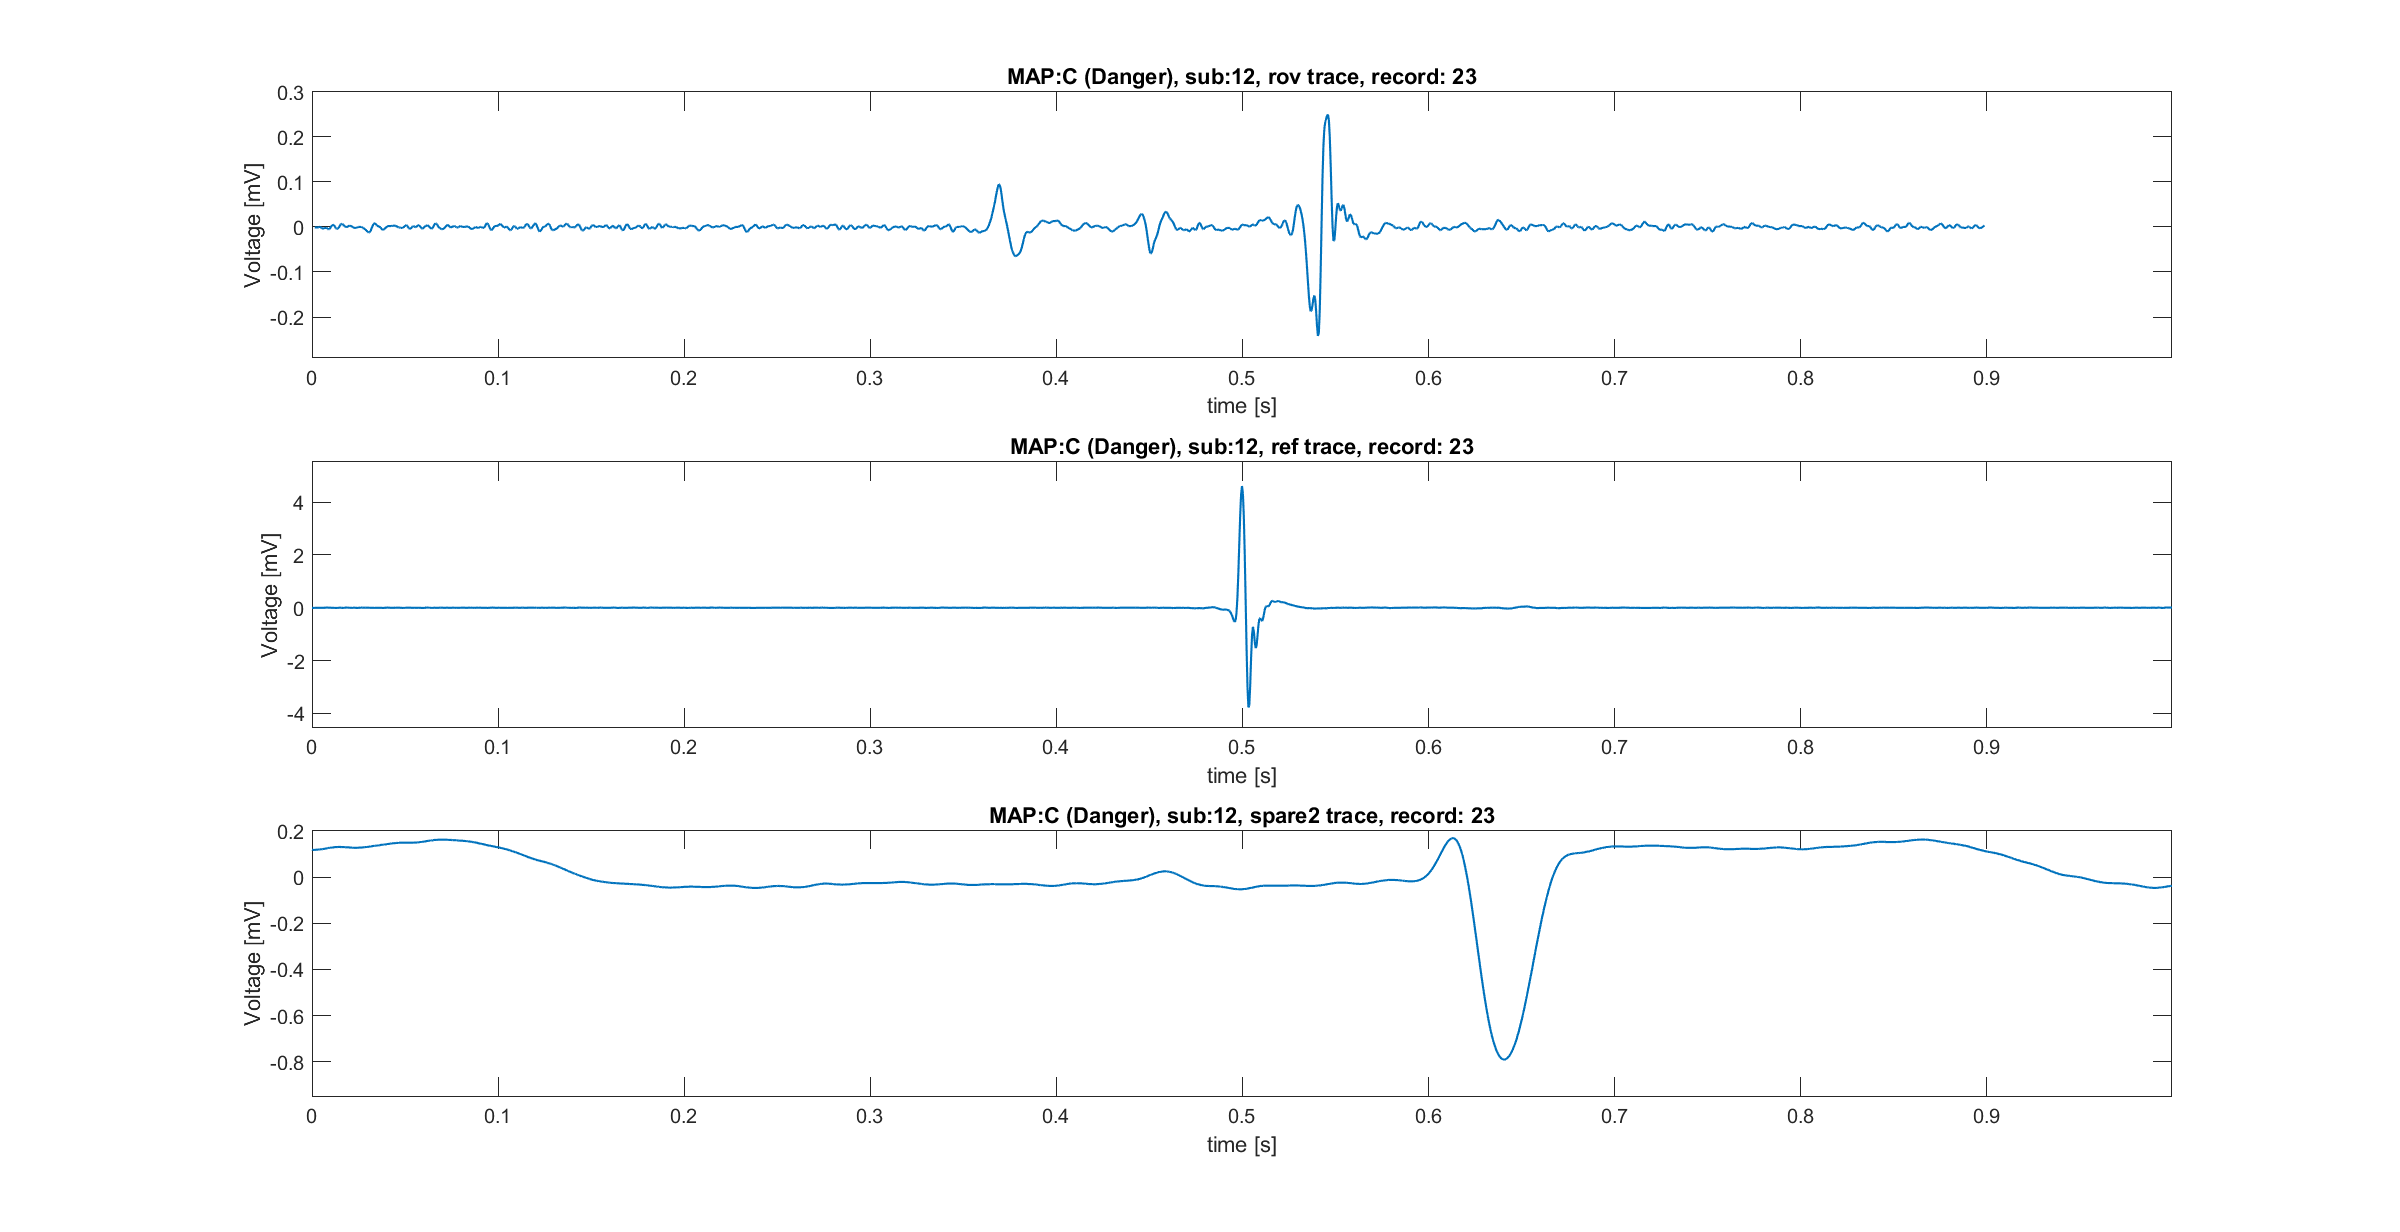 MAP:C (Danger), sub:12, rov trace, record: 23
0.3
0.2
0.1
0
-0.1
-0.2
Voltage [mV]
0 0.1 0.2 0.3 0.4 0.5 0.6 0.7 0.8 0.9
time [s]
MAP:C (Danger), sub:12, ref trace, record: 23
4
2
0
-2
-4
Voltage [mV]
0 0.1 0.2 0.3 0.4 0.5 0.6 0.7 0.8 0.9
time [s]
MAP:C (Danger), sub:12, spare2 trace, record: 23
0.2
0
-0.2
-0.4
-0.6
-0.8
Voltage [mV]
0 0.1 0.2 0.3 0.4 0.5 0.6 0.7 0.8 0.9
time [s]